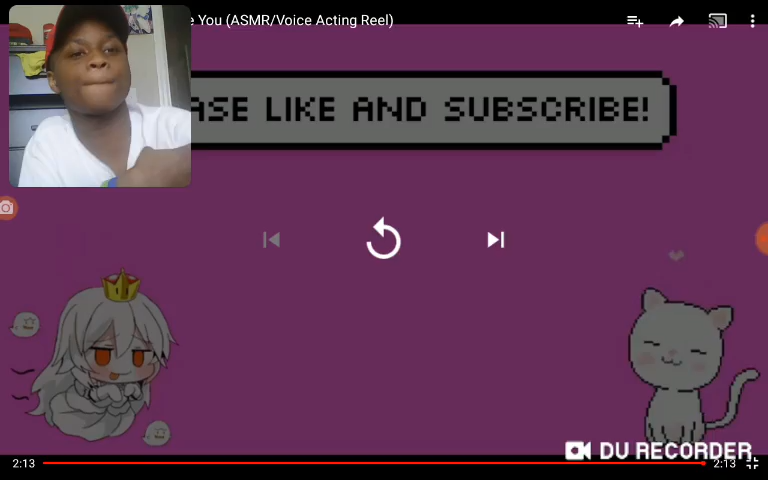 e You (ASMR/Voice Acting Reel)
ASE LIKE AND SUBSCRIBE!
DU RECORDER
2:13
2:13